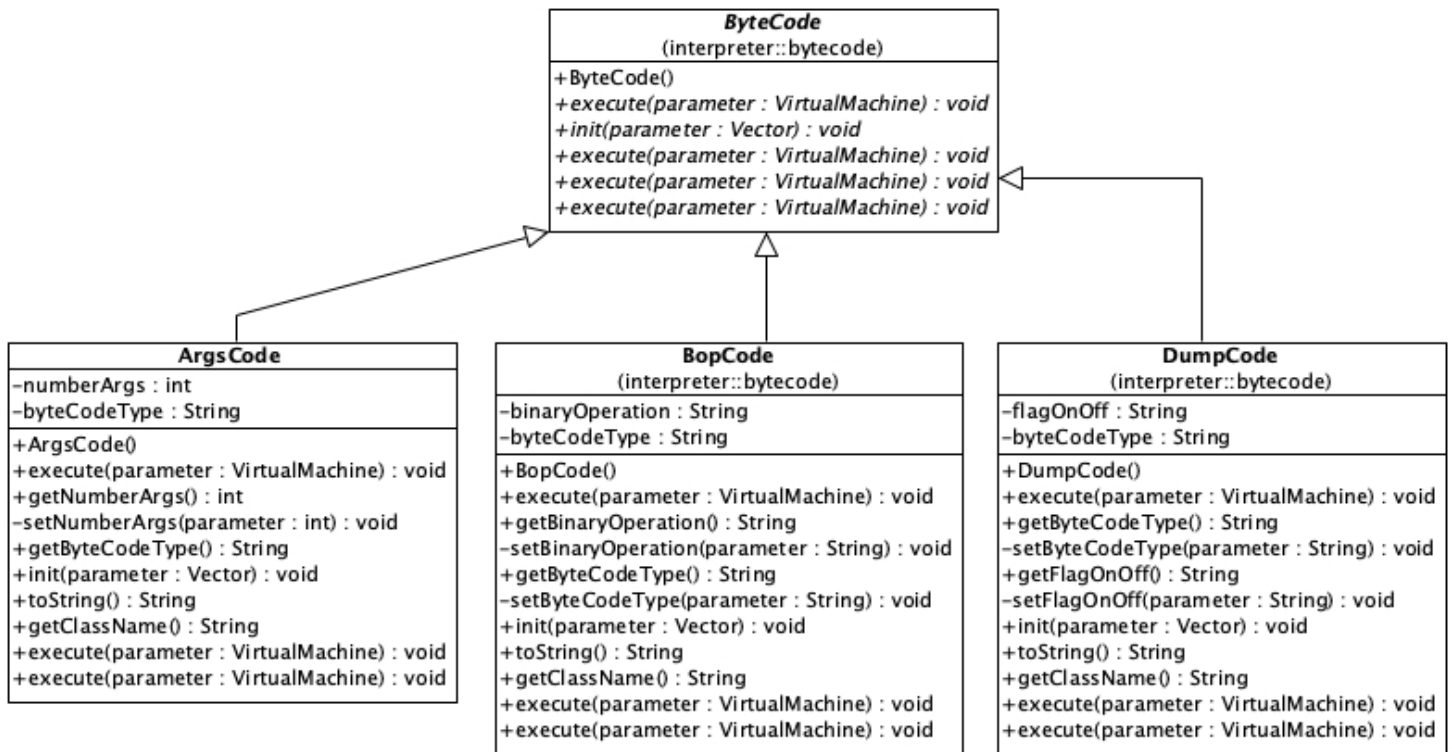 ByteCode
(interpreter::bytecode)
+ByteCode()
+execute(parameter : VirtualMachine) : void
+init(parameter : Vector) : void
+execute(parameter : VirtualMachine) : void
+execute(parameter : VirtualMachine) : void
+execute(parameter : VirtualMachine) : void
ArgsCode
-numberArgs : int
-byteCodeType : String
+ArgsCode()
+execute(parameter : VirtualMachine) : void
+getNumberArgs() : int
-setNumberArgs(parameter : int) : void
+getByteCodeType() : String
+init(parameter : Vector) : void
+toString() : String
+getClassName() : String
+execute(parameter : VirtualMachine) : void
+execute(parameter : VirtualMachine) : void
BopCode
(interpreter::bytecode)
-binaryOperation : String
-byteCodeType : String
+BopCode()
+execute(parameter : VirtualMachine) : void
+getBinaryOperation() : String
-setBinaryOperation(parameter : String) : void
+getByteCodeType() : String
-setByteCodeType(parameter : String) : void
+init(parameter : Vector) : void
+toString() : String
+getClassName() : String
+execute(parameter : VirtualMachine) : void
+execute(parameter : VirtualMachine) : void
DumpCode
(interpreter::bytecode)
-flagOnOff : String
-byteCodeType : String
+DumpCode()
+execute(parameter : VirtualMachine) : void
+getByteCodeType() : String
-setByteCodeType(parameter : String) : void
+getFlagOnOff() : String
-setFlagOnOff(parameter : String) : void
+init(parameter : Vector) : void
+toString() : String
+getClassName() : String
+execute(parameter : VirtualMachine) : void
+execute(parameter : VirtualMachine) : void